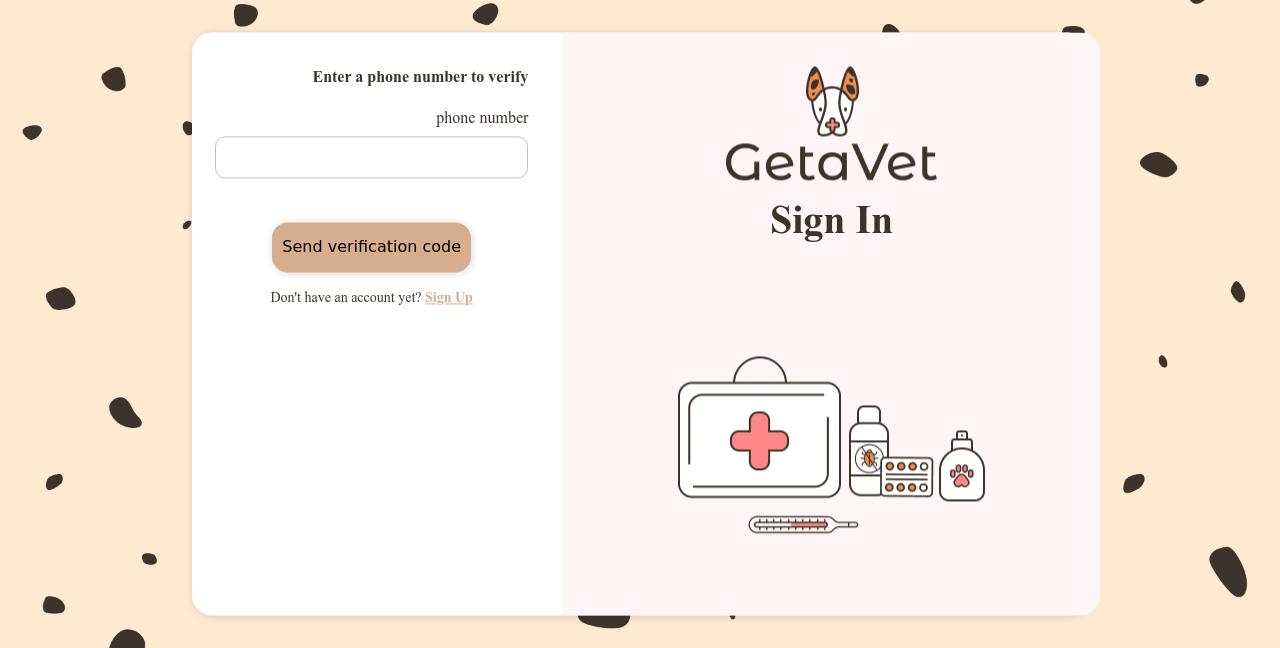 Enter a phone number to verify
phone number
Send verification code
Don't have an account yet? Sign Up
GetaVet
Sign In